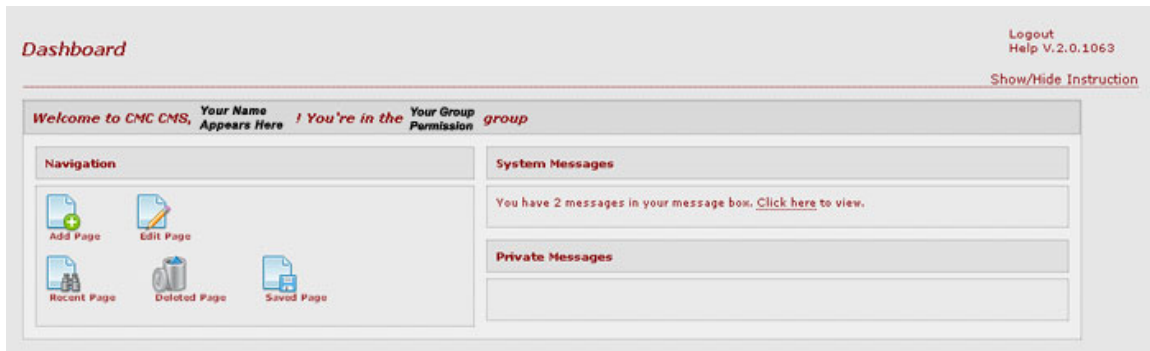 Dashboard
Logout
Help V.2.0.1063
Show/Hide Instruction
Welcome to CMC CMS, Your Name Appears Here ! You're in the Your Group Permission group
Navigation
Add Page Edit Page
Recent Page Deleted Page Saved Page
System Messages
You have 2 messages in your message box. Click here to view.
Private Messages